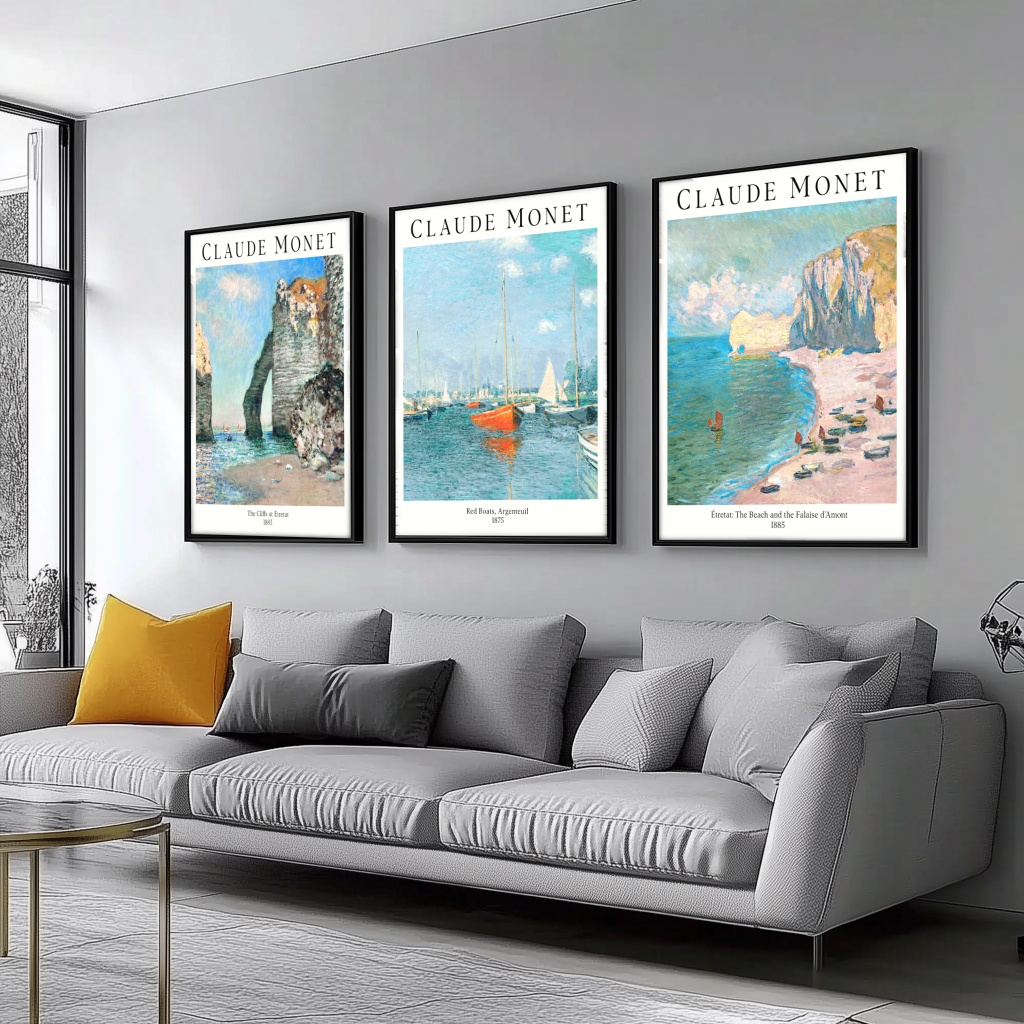 CLAUDE MONET
The Cliffs at Etretat
1885
CLAUDE MONET
Red Boats, Argenteuil
1875
CLAUDE MONET
Étretat: The Beach and the Falaise d'Amont
1885